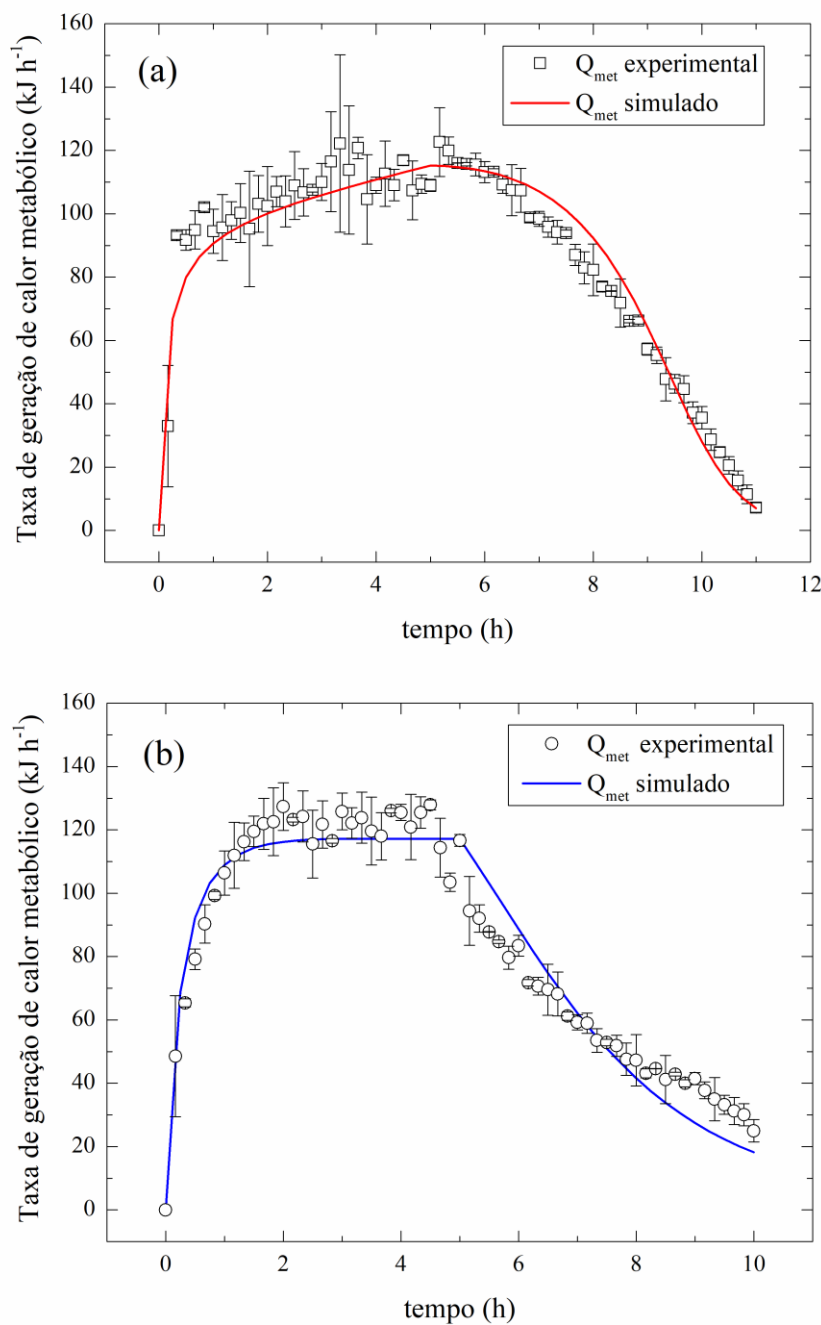 (a)
Q_met experimental
Q_met simulado
Taxa de geração de calor metabólico (kJ h⁻¹)
160
140
120
100
80
60
40
20
0
0 2 4 6 8 10 12
tempo (h)
(b)
Q_met experimental
Q_met simulado
Taxa de geração de calor metabólico (kJ h⁻¹)
160
140
120
100
80
60
40
20
0
0 2 4 6 8 10
tempo (h)